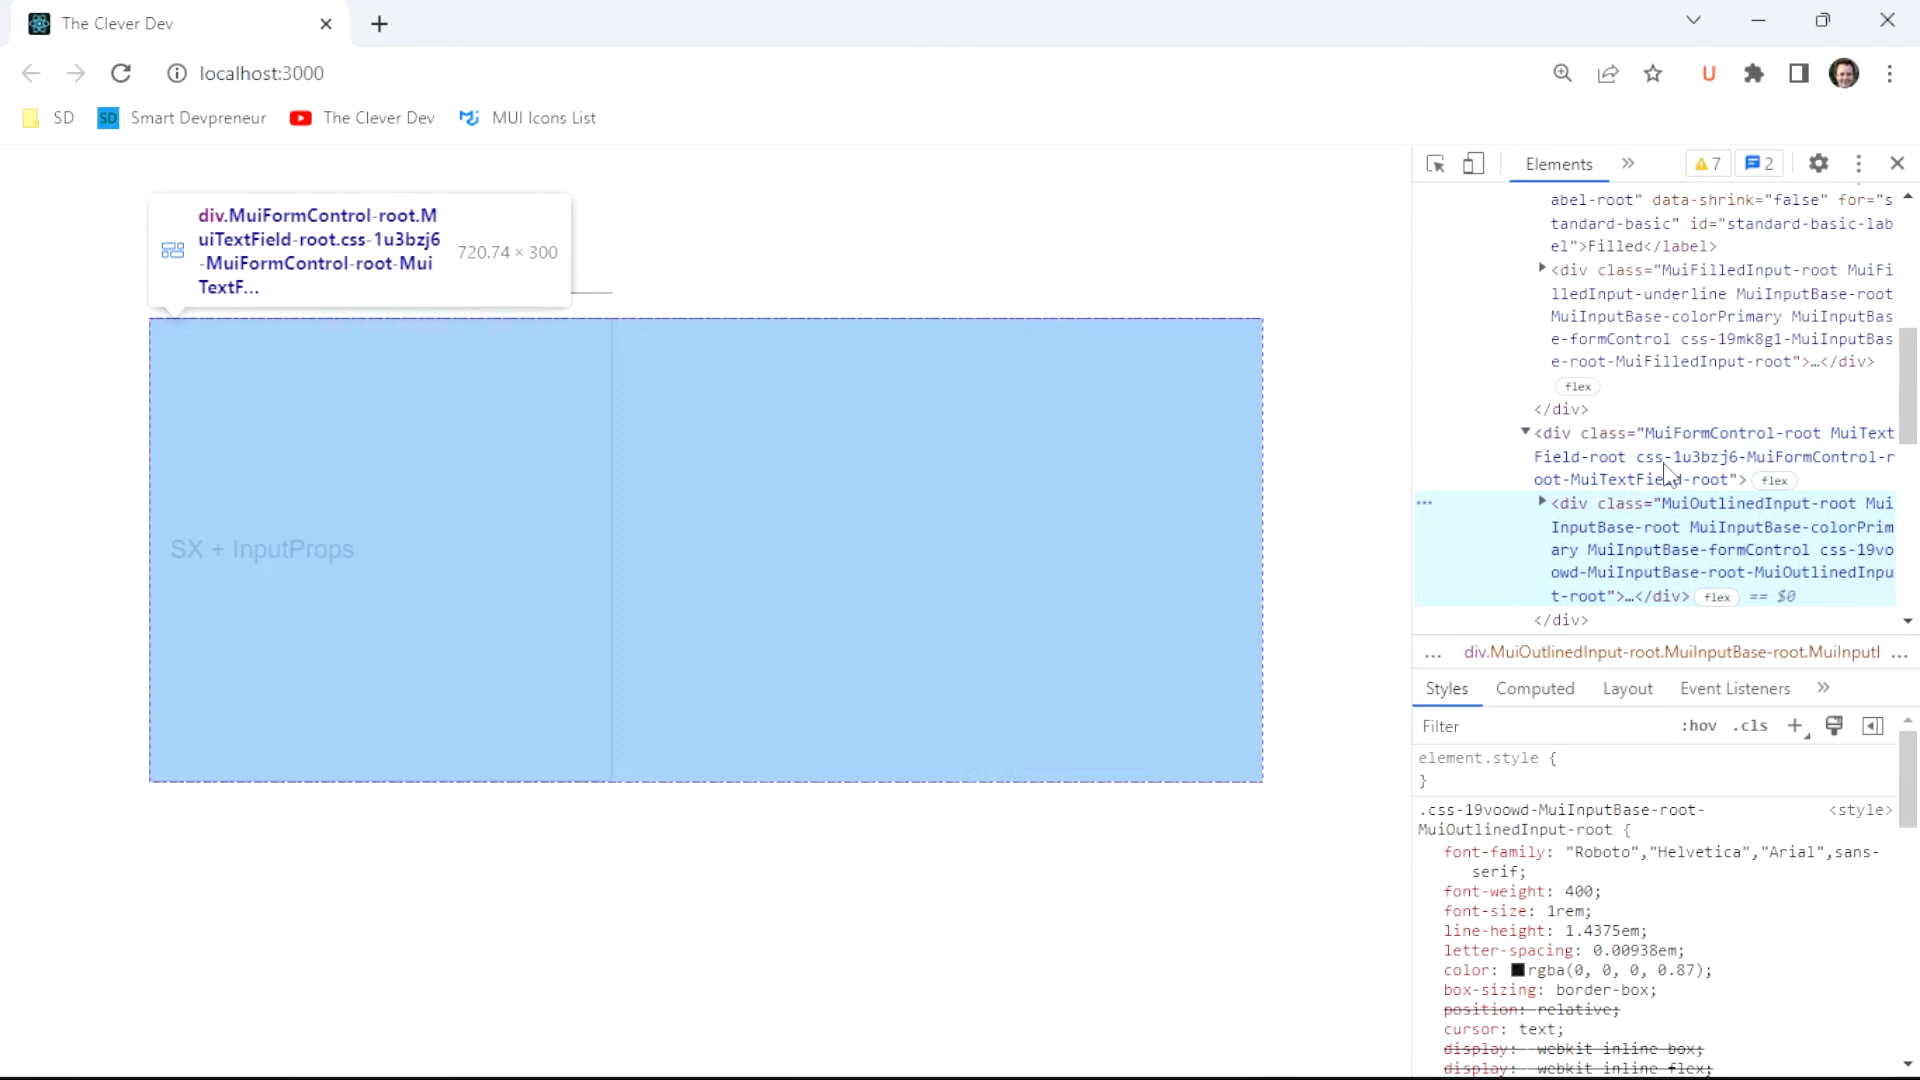 The Clever Dev
localhost:3000
U
SD
SD Smart Devpreneur
The Clever Dev
MUI Icons List
Elements
7
2
div.MuiFormControl-root.M
uiTextField-root.css-1u3bzj6
-MuiFormControl-root-Mui
TextF...
720.74 × 300
SX + InputProps
abel-root" data-shrink="false" for="s
tandard-basic" id="standard-basic-lab
el">Filled</label>
<div class="MuiFilledInput-root MuiFi
lledInput-underline MuiInputBase-root
MuiInputBase-colorPrimary MuiInputBas
e-formControl css-19mk8g1-MuiInputBas
e-root-MuiFilledInput-root">…</div>
flex
</div>
<div class="MuiFormControl-root MuiText
Field-root css-1u3bzj6-MuiFormControl-r
oot-MuiTextField-root"> flex
<div class="MuiOutlinedInput-root Mui
InputBase-root MuiInputBase-colorPrim
ary MuiInputBase-formControl css-19vo
owd-MuiInputBase-root-MuiOutlinedInpu
t-root">…</div> flex == $0
</div>
... div.MuiOutlinedInput-root.MuiInputBase-root.MuiInputI ...
Styles Computed Layout Event Listeners
Filter
:hov .cls
element.style {
}
.css-19voowd-MuiInputBase-root- <style>
MuiOutlinedInput-root {
font-family: "Roboto","Helvetica","Arial",sans-
serif;
font-weight: 400;
font-size: 1rem;
line-height: 1.4375em;
letter-spacing: 0.00938em;
color: rgba(0, 0, 0, 0.87);
box-sizing: border-box;
position: relative;
cursor: text;
display: -webkit-inline-box;
display: -webkit-inline-flex;